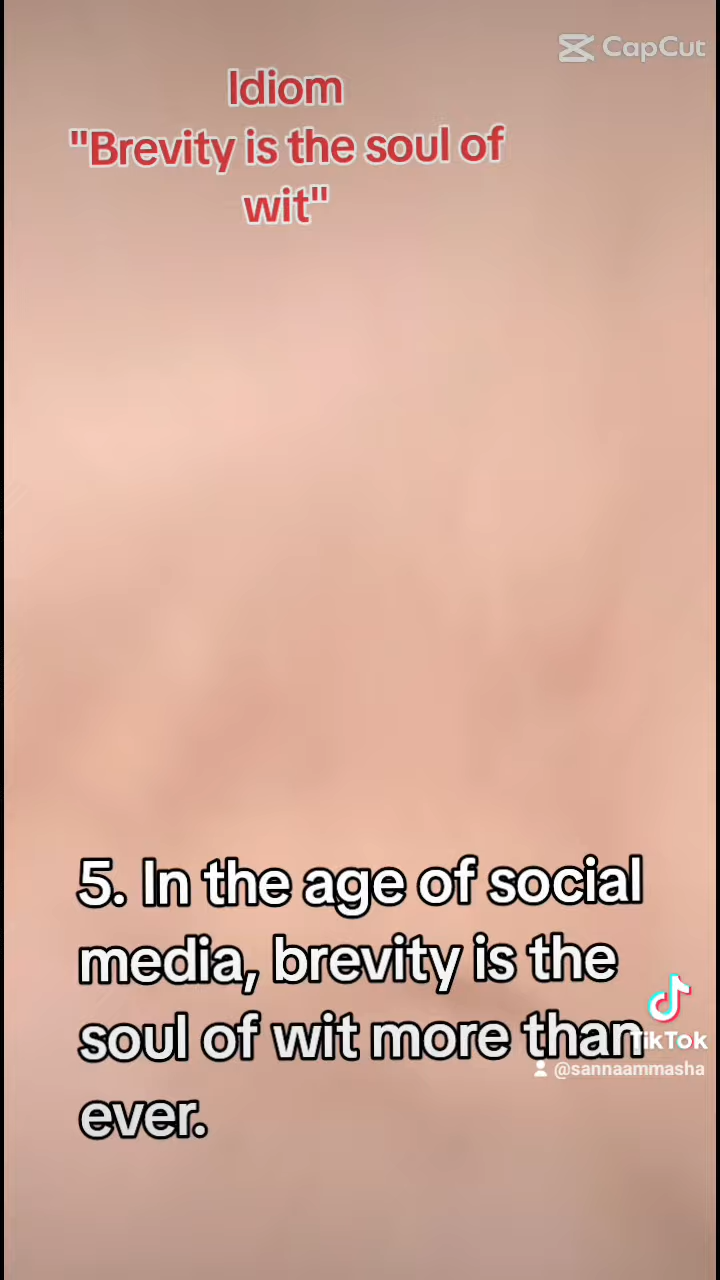 CapCut
Idiom
"Brevity is the soul of
wit"
5. In the age of social
media, brevity is the
soul of wit more than
ever.
TikTok
@sannaammasha